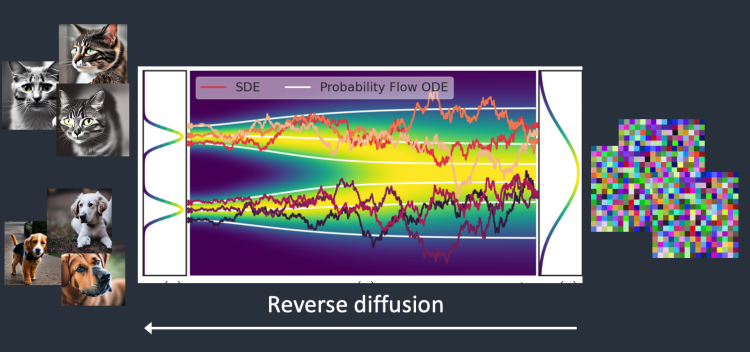 SDE Probability Flow ODE
Reverse diffusion